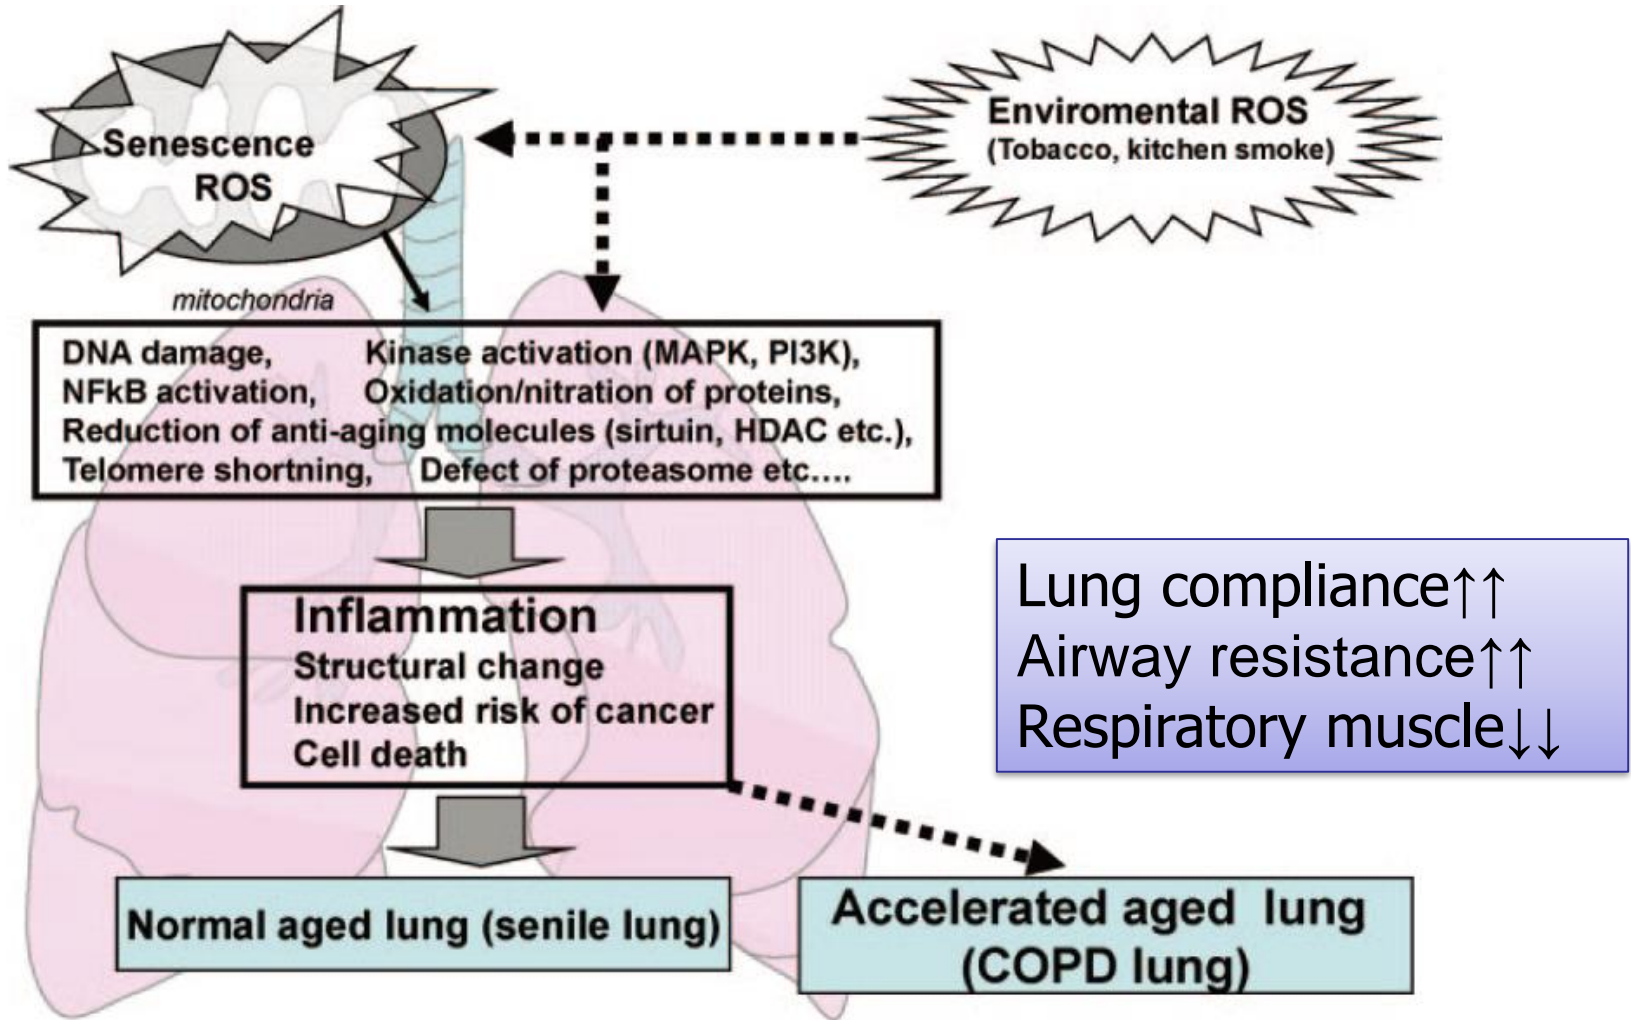 Senescence
ROS
Enviromental ROS
(Tobacco, kitchen smoke)
mitochondria
DNA damage, Kinase activation (MAPK, PI3K),
NFkB activation, Oxidation/nitration of proteins,
Reduction of anti-aging molecules (sirtuin, HDAC etc.),
Telomere shortning, Defect of proteasome etc....
Inflammation
Structural change
Increased risk of cancer
Cell death
Lung compliance↑↑
Airway resistance↑↑
Respiratory muscle↓↓
Normal aged lung (senile lung)
Accelerated aged lung
(COPD lung)